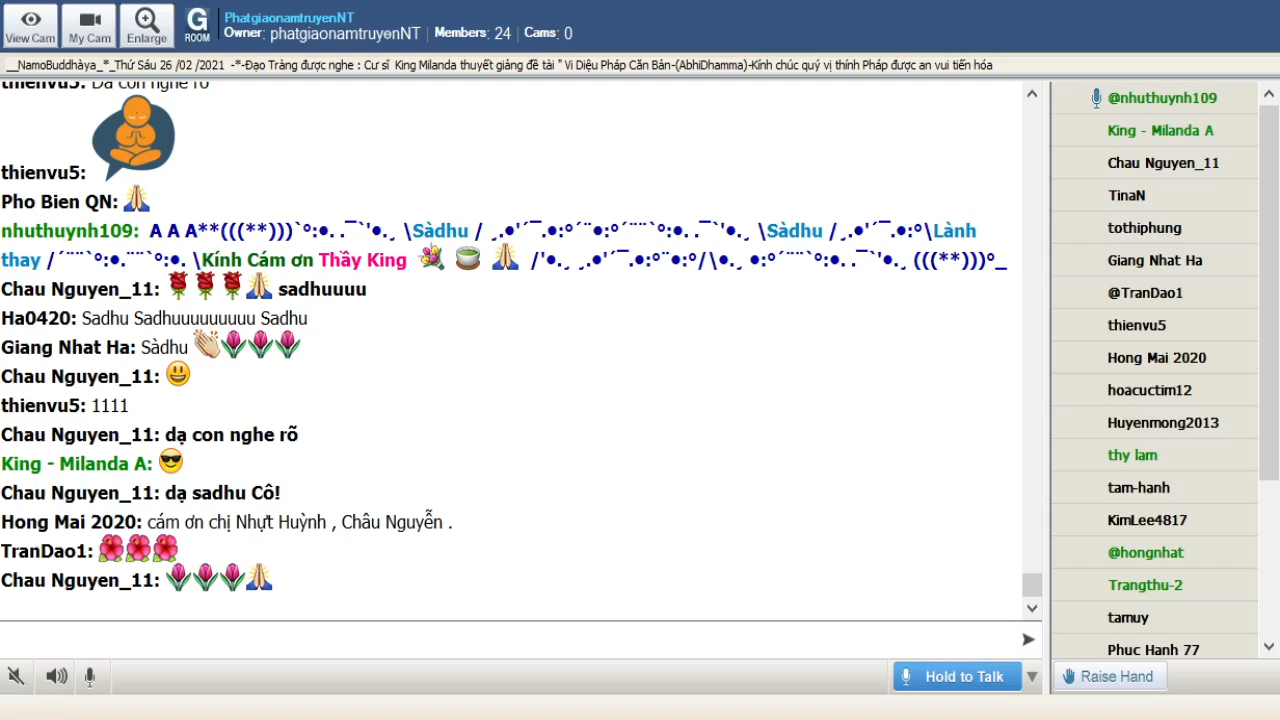 View Cam
My Cam
Enlarge
G
ROOM
PhatgiaonamtruyenNT
Owner: phatgiaonamtruyenNT | Members: 24 | Cams: 0
__NamoBuddhàya_*_Thứ Sáu 26 /02 /2021 -*-Đạo Tràng được nghe : Cư sĩ King Milanda thuyết giảng đề tài " Vi Diệu Pháp Căn Bản-(AbhiDhamma)-Kính chúc quý vị thính Pháp được an vui tiến hóa
thienvu5: Dạ con nghe rõ
thienvu5:
Pho Bien QN:
nhuthuynh109: A A A**(((**)))`°:•. .¯`'•.¸ \Sàdhu / ¸.•'´¯.•:°´¨•:°´¨¨`°:•. .¯`'•.¸ \Sàdhu /¸.•'´¯.•:°\Lành
thay /´¨¨`°:•.¨¨`°:•. \Kính Cám ơn Thầy King /'•.¸ ¸.•'´¯.•:°¨•:°/\•.¸ •:°´¨¨`°:•. .¯`'•.¸ (((**)))°_
Chau Nguyen_11: sadhuuuu
Ha0420: Sadhu Sadhuuuuuuuuu Sadhu
Giang Nhat Ha: Sàdhu
Chau Nguyen_11:
thienvu5: 1111
Chau Nguyen_11: dạ con nghe rõ
King - Milanda A:
Chau Nguyen_11: dạ sadhu Cô!
Hong Mai 2020: cám ơn chị Nhựt Huỳnh , Châu Nguyễn .
TranDao1:
Chau Nguyen_11:
Hold to Talk
@nhuthuynh109
King - Milanda A
Chau Nguyen_11
TinaN
tothiphung
Giang Nhat Ha
@TranDao1
thienvu5
Hong Mai 2020
hoacuctim12
Huyenmong2013
thy lam
tam-hanh
KimLee4817
@hongnhat
Trangthu-2
tamuy
Phuc Hanh 77
Raise Hand